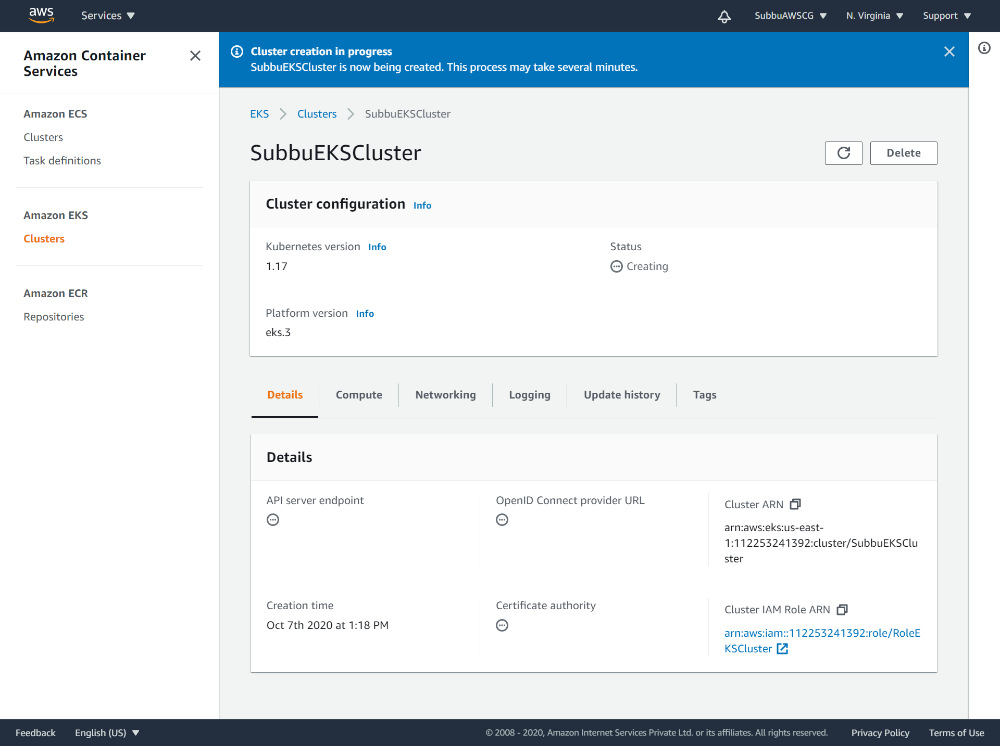 aws
Services
SubbuAWSCG
N. Virginia
Support
Amazon Container
Services
Amazon ECS
Clusters
Task definitions
Amazon EKS
Clusters
Amazon ECR
Repositories
Cluster creation in progress
SubbuEKSCluster is now being created. This process may take several minutes.
EKS
Clusters
SubbuEKSCluster
SubbuEKSCluster
Delete
Cluster configuration Info
Kubernetes version Info
1.17
Status
Creating
Platform version Info
eks.3
Details
Compute
Networking
Logging
Update history
Tags
Details
API server endpoint
OpenID Connect provider URL
Cluster ARN
arn:aws:eks:us-east-
1:112253241392:cluster/SubbuEKSClu
ster
Creation time
Oct 7th 2020 at 1:18 PM
Certificate authority
Cluster IAM Role ARN
arn:aws:iam::112253241392:role/RoleE
KSCluster
Feedback
English (US)
© 2008 - 2020, Amazon Internet Services Private Ltd. or its affiliates. All rights reserved.
Privacy Policy
Terms of Use